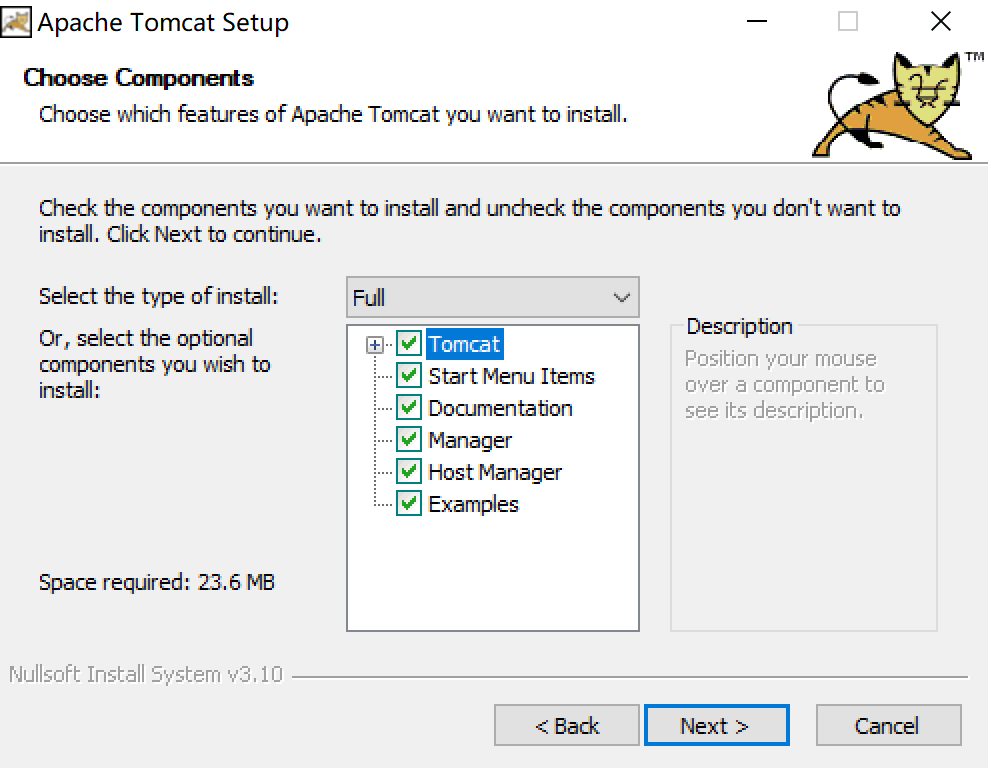 Apache Tomcat Setup
Choose Components
Choose which features of Apache Tomcat you want to install.
TM
Check the components you want to install and uncheck the components you don't want to
install. Click Next to continue.
Select the type of install:
Full
Or, select the optional
components you wish to
install:
Tomcat
Start Menu Items
Documentation
Manager
Host Manager
Examples
Description
Position your mouse
over a component to
see its description.
Space required: 23.6 MB
Nullsoft Install System v3.10
< Back
Next >
Cancel